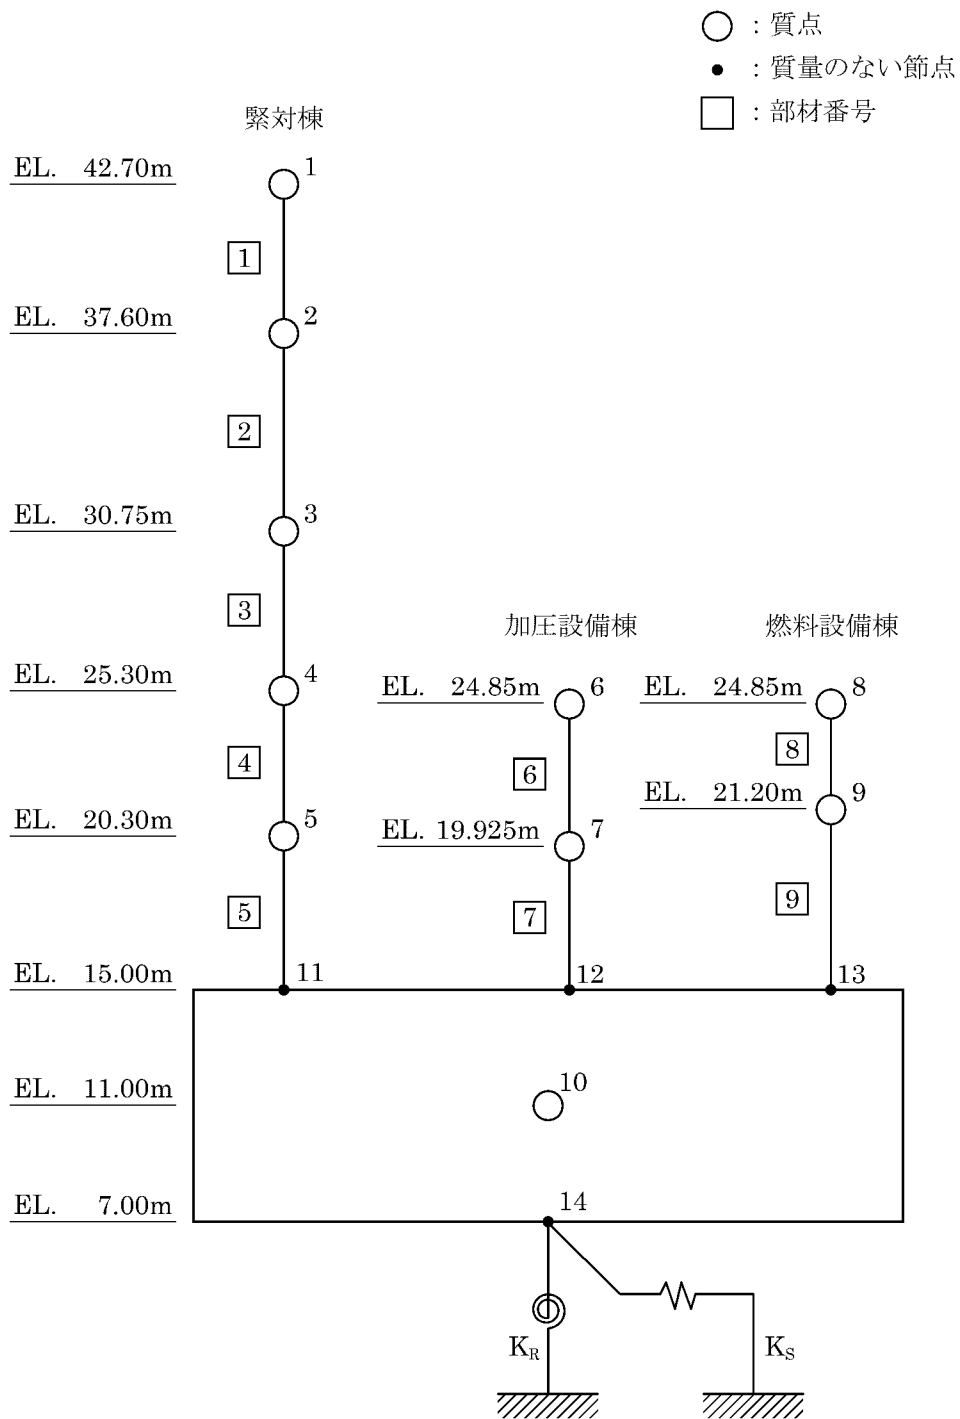 ：質点
：質量のない節点
：部材番号
緊対棟
EL. 42.70m
1
1
EL. 37.60m
2
2
EL. 30.75m
3
3
加圧設備棟
燃料設備棟
EL. 25.30m
4
EL. 24.85m
6
EL. 24.85m
8
4
6
8
EL. 21.20m
9
EL. 20.30m
5
EL. 19.925m
7
5
7
9
EL. 15.00m
11
12
13
EL. 11.00m
10
EL. 7.00m
14
KR
KS